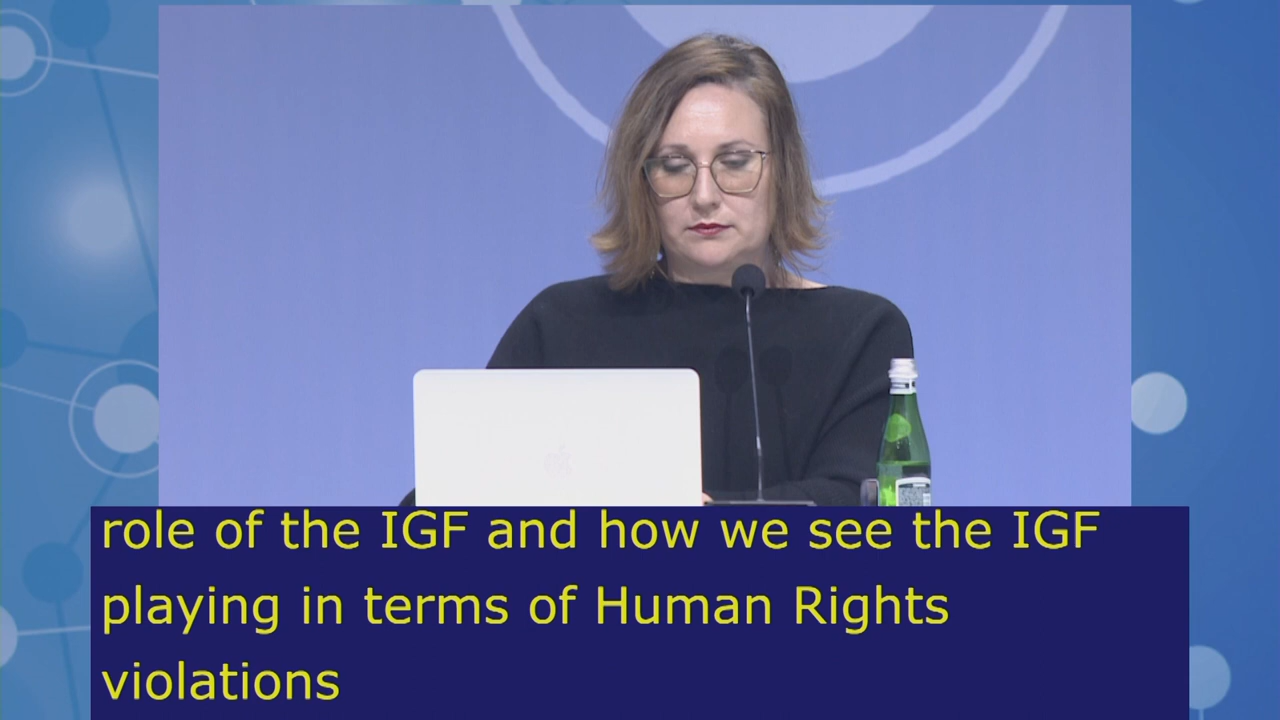 role of the IGF and how we see the IGF
playing in terms of Human Rights
violations